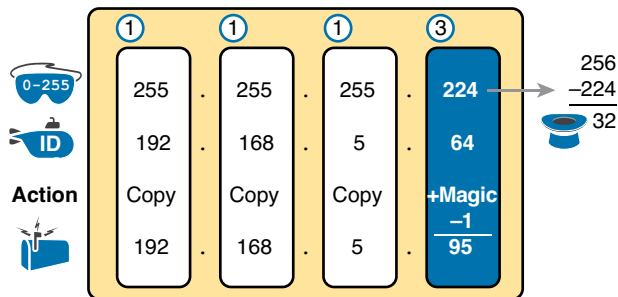 1 1 1 3
0-255 255 . 255 . 255 . 224 256
–224
ID 192 . 168 . 5 . 64 32
Action Copy Copy Copy +Magic
–1
192 . 168 . 5 . 95